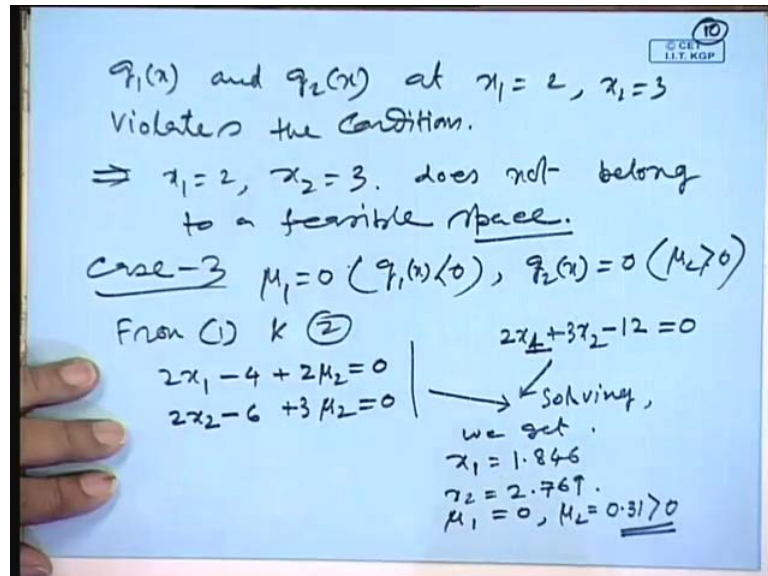 10
© CET
I.I.T. KGP
g₁(x) and g₂(x) at x₁ = 2, x₂ = 3
violates the condition.
⇒ x₁ = 2, x₂ = 3. does not belong
to a feasible space.
Case-3 μ₁ = 0 (g₁(x) < 0), g₂(x) = 0 (μ₂ > 0)
From (1) & (2)
2x₁ + 3x₂ - 12 = 0
2x₁ - 4 + 2μ₂ = 0
2x₂ - 6 + 3μ₂ = 0
Solving,
we get.
x₁ = 1.846
x₂ = 2.769.
μ₁ = 0, μ₂ = 0.31 > 0